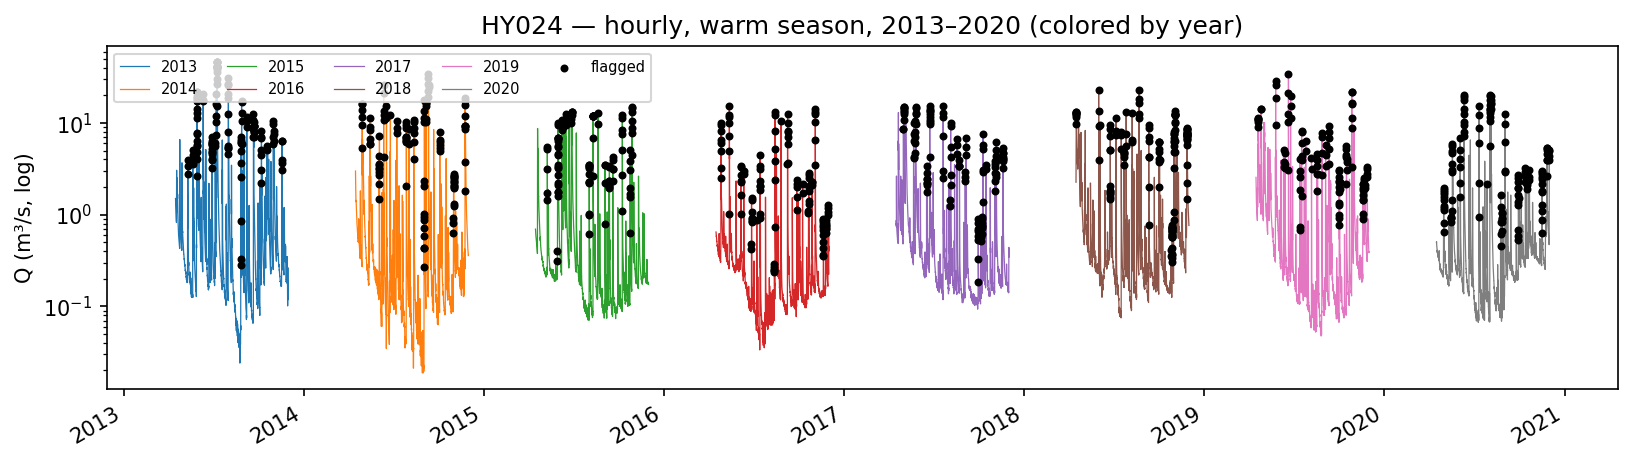 HY024 — hourly, warm season, 2013–2020 (colored by year)
2013 2015 2017 2019 flagged
2014 2016 2018 2020
Q (m³/s, log)
10¹
10⁰
10⁻¹
2013 2014 2015 2016 2017 2018 2019 2020 2021